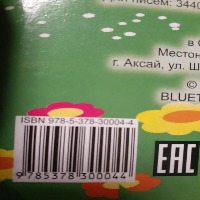 писем: 3440
в С
Местон
г. Аксай, ул. Ш
©
BLUET
ISBN 978-5-378-30004-4
9 785378 300044
EAC